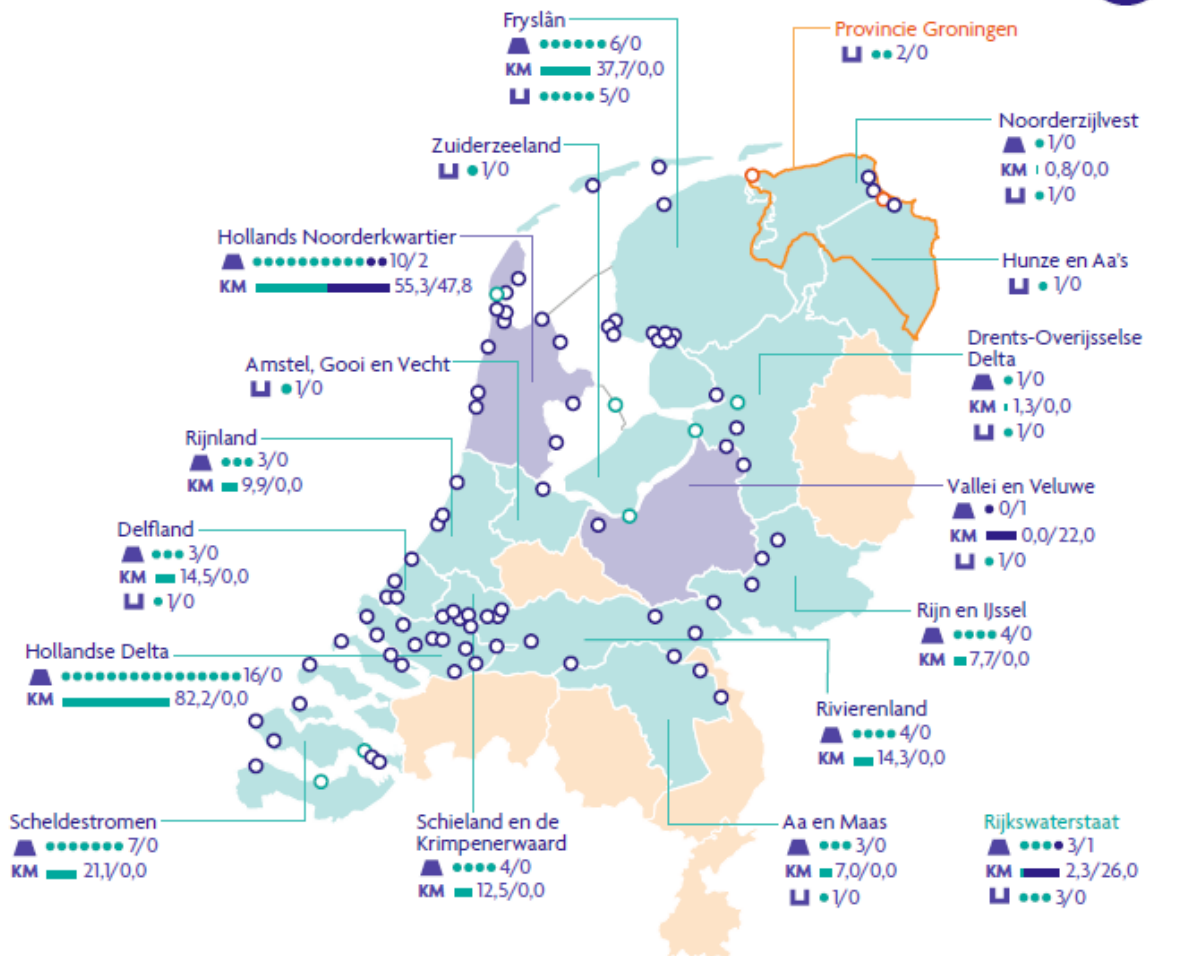 Fryslân
6/0
KM 37,7/0,0
5/0
Provincie Groningen
2/0
Noorderzijlvest
1/0
KM 0,8/0,0
1/0
Zuiderzeeland
1/0
Hollands Noorderkwartier
10/2
KM 55,3/47,8
Hunze en Aa's
1/0
Drents-Overijsselse
Delta
1/0
KM 1,3/0,0
1/0
Amstel, Gooi en Vecht
1/0
Rijnland
3/0
KM 9,9/0,0
Vallei en Veluwe
0/1
KM 0,0/22,0
1/0
Delfland
3/0
KM 14,5/0,0
1/0
Rijn en IJssel
4/0
KM 7,7/0,0
Hollandse Delta
16/0
KM 82,2/0,0
Rivierenland
4/0
KM 14,3/0,0
Scheldestromen
7/0
KM 21,1/0,0
Schieland en de
Krimpenerwaard
4/0
KM 12,5/0,0
Aa en Maas
3/0
KM 7,0/0,0
1/0
Rijkswaterstaat
3/1
KM 2,3/26,0
3/0